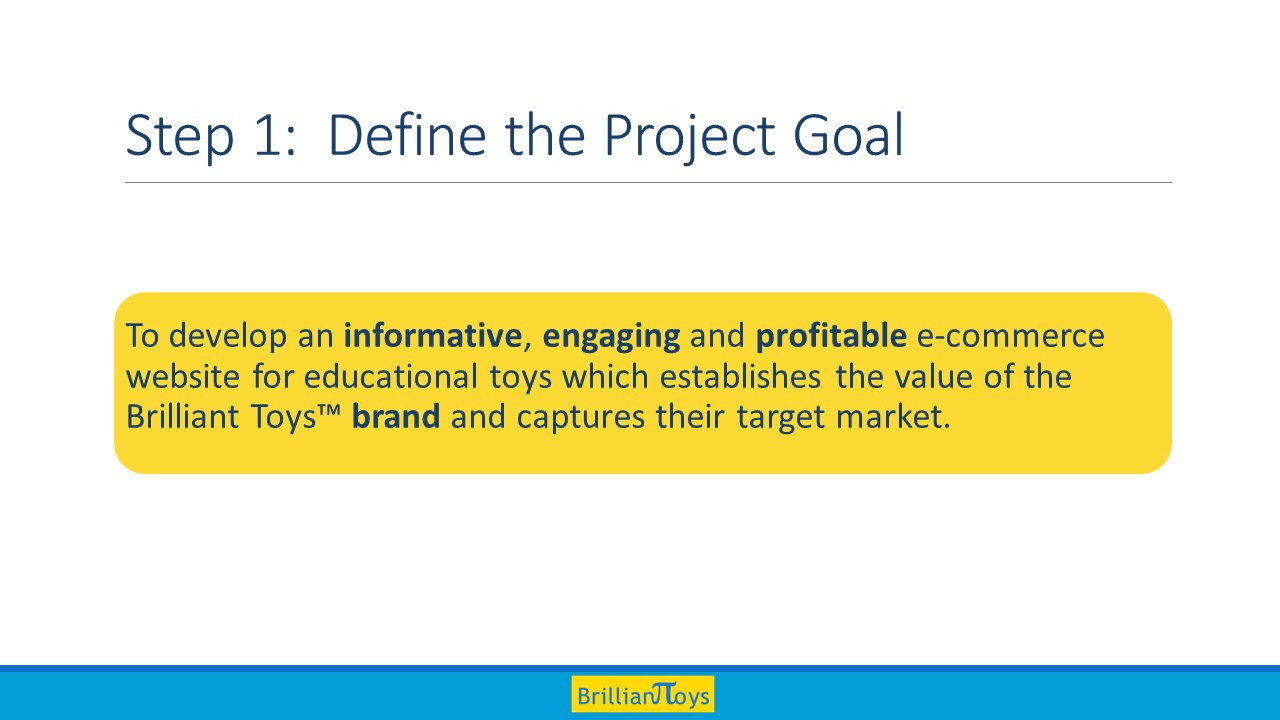 Step 1:  Define the Project Goal
To develop an informative, engaging and profitable e-commerce
website for educational toys which establishes the value of the
Brilliant Toys™ brand and captures their target market.
Brillianπoys